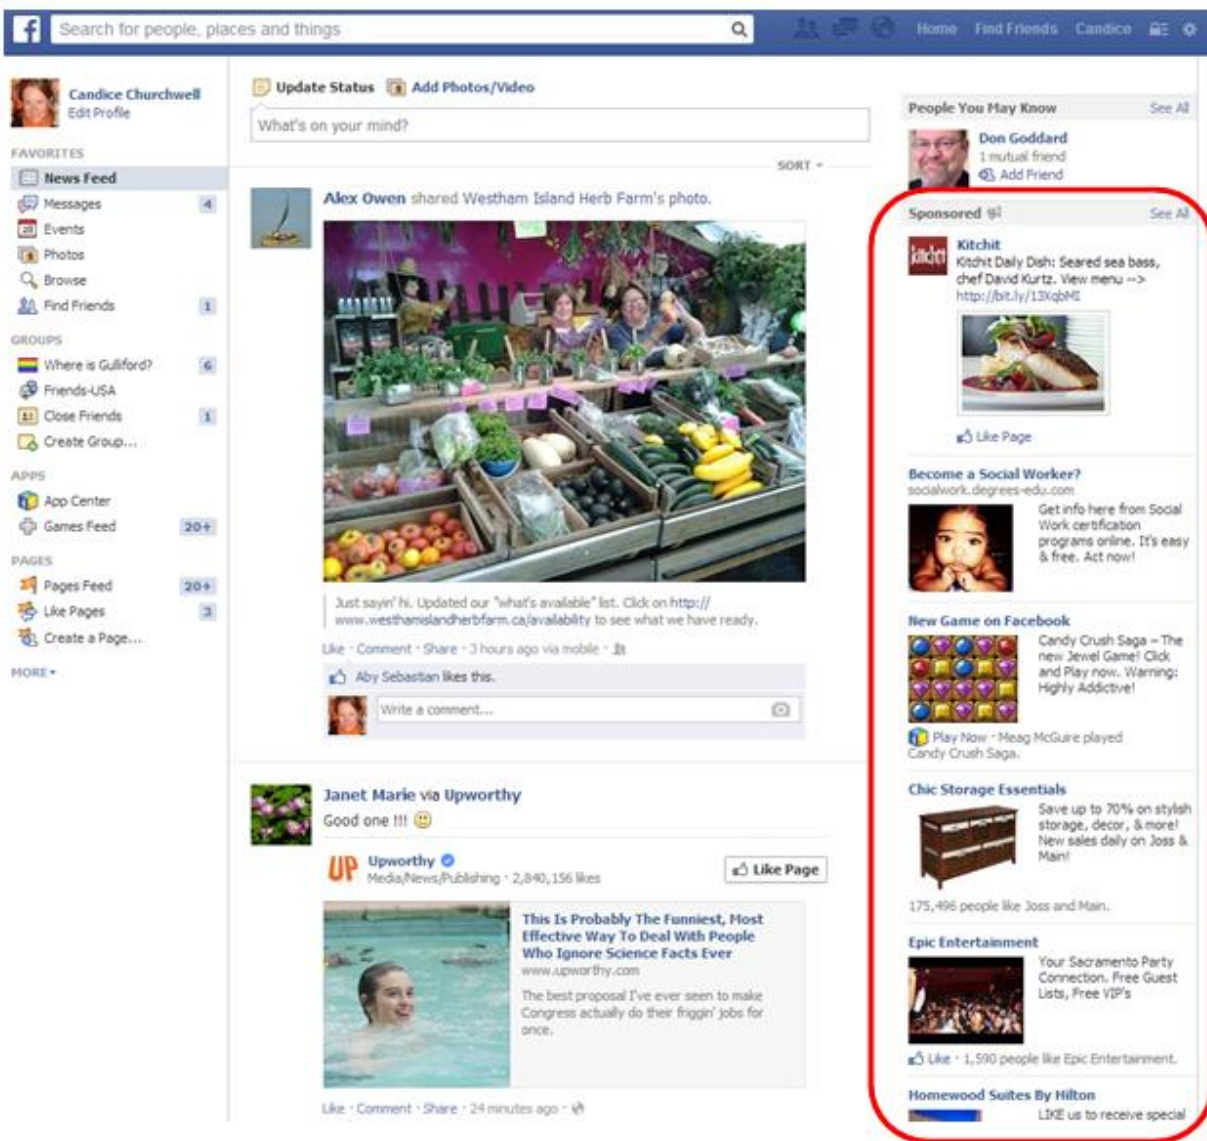 Search for people, places and things
Home Find Friends Candice
Candice Churchwell
Edit Profile
FAVORITES
News Feed
Messages 4
Events
Photos
Browse
Find Friends 1
GROUPS
Where is Gulliford? 6
Friends-USA
Close Friends 1
Create Group...
APPS
App Center
Games Feed 20+
PAGES
Pages Feed 20+
Like Pages 3
Create a Page...
MORE
Update Status Add Photos/Video
What's on your mind?
SORT
Alex Owen shared Westham Island Herb Farm's photo.
Just sayin' hi. Updated our "what's available" list. Click on http://
www.westhamislandherbfarm.ca/availability to see what we have ready.
Like · Comment · Share · 3 hours ago via mobile ·
Aby Sebastian likes this.
Write a comment...
Janet Marie via Upworthy
Good one !!!
UP
Upworthy
Media/News/Publishing · 2,840,156 likes
Like Page
This Is Probably The Funniest, Most
Effective Way To Deal With People
Who Ignore Science Facts Ever
www.upworthy.com
The best proposal I've ever seen to make
Congress actually do their friggin' jobs for
once.
Like · Comment · Share · 24 minutes ago ·
People You May Know See All
Don Goddard
1 mutual friend
Add Friend
Sponsored See All
kitchit
Kitchit
Kitchit Daily Dish: Seared sea bass,
chef David Kurtz. View menu -->
http://bit.ly/13XqbMI
Like Page
Become a Social Worker?
socialwork.degrees-edu.com
Get info here from Social
Work certification
programs online. It's easy
& free. Act now!
New Game on Facebook
Candy Crush Saga – The
new Jewel Game! Click
and Play now. Warning:
Highly Addictive!
Play Now · Meag McGuire played
Candy Crush Saga.
Chic Storage Essentials
Save up to 70% on stylish
storage, decor, & more!
New sales daily on Joss &
Main!
175,496 people like Joss and Main.
Epic Entertainment
Your Sacramento Party
Connection. Free Guest
Lists, Free VIP's
Like · 1,590 people like Epic Entertainment.
Homewood Suites By Hilton
LIKE us to receive special